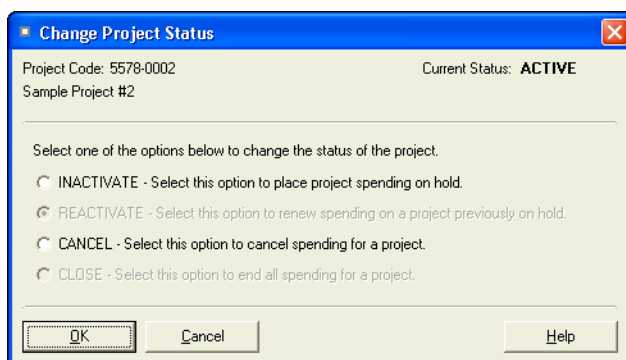 Change Project Status
Project Code: 5578-0002 Current Status: ACTIVE
Sample Project #2
Select one of the options below to change the status of the project.
INACTIVATE - Select this option to place project spending on hold.
REACTIVATE - Select this option to renew spending on a project previously on hold.
CANCEL - Select this option to cancel spending for a project.
CLOSE - Select this option to end all spending for a project.
OK Cancel Help